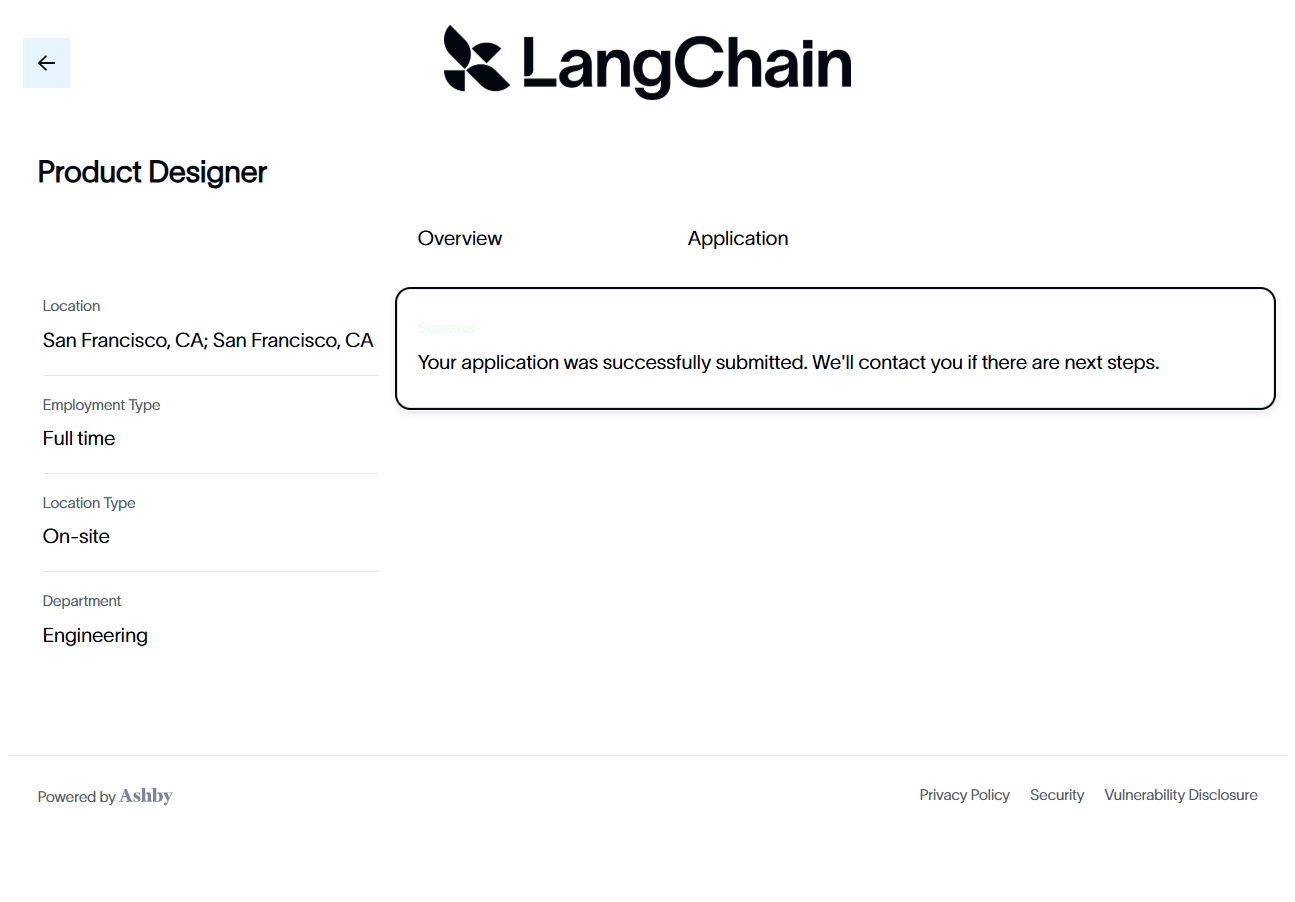 LangChain
Product Designer
Overview
Application
Location
San Francisco, CA; San Francisco, CA
Employment Type
Full time
Location Type
On-site
Department
Engineering
Success
Your application was successfully submitted. We'll contact you if there are next steps.
Powered by Ashby
Privacy Policy
Security
Vulnerability Disclosure